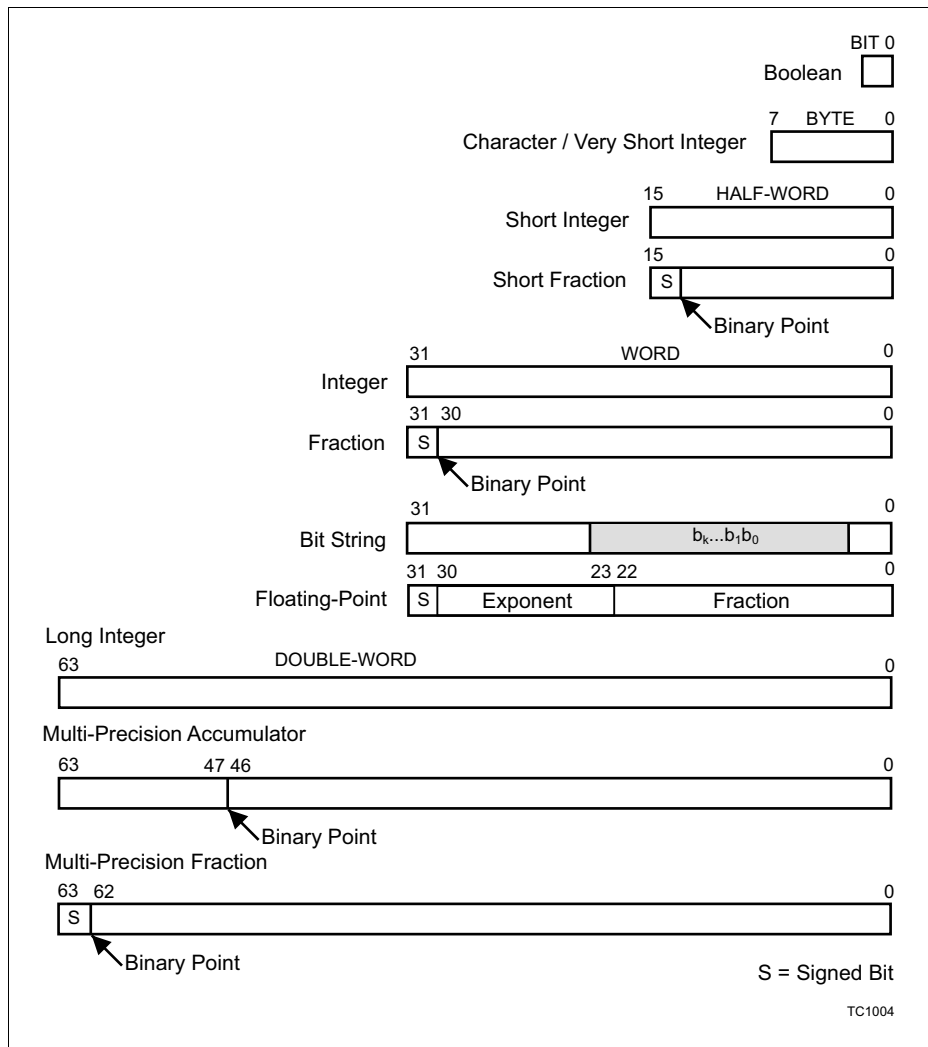 BIT 0
Boolean
7 BYTE 0
Character / Very Short Integer
15 HALF-WORD 0
Short Integer
15 0
Short Fraction S
Binary Point
31 WORD 0
Integer
31 30 0
Fraction S
Binary Point
31 0
Bit String bk...b1b0
31 30 23 22 0
Floating-Point S Exponent Fraction
Long Integer
63 DOUBLE-WORD 0
Multi-Precision Accumulator
63 47 46 0
Binary Point
Multi-Precision Fraction
63 62 0
S
Binary Point
S = Signed Bit
TC1004